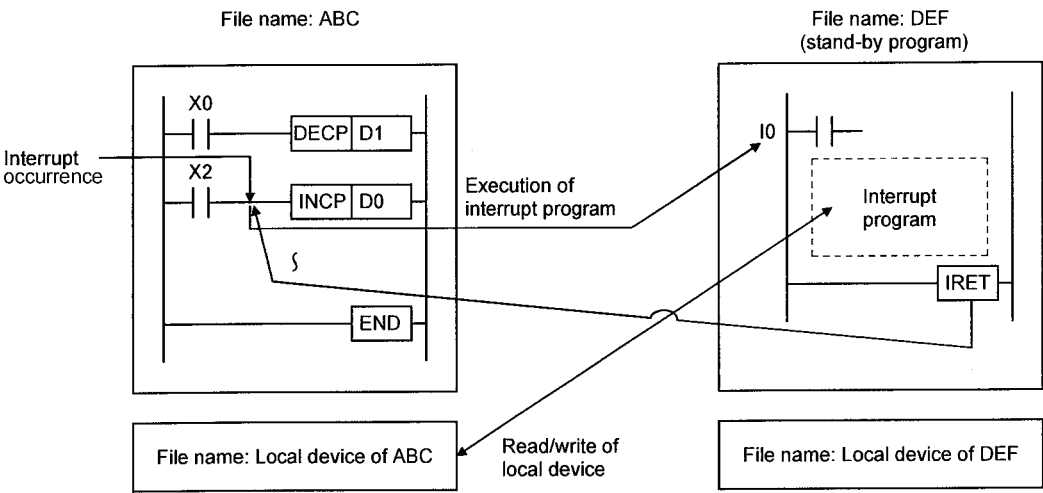 File name: ABC
File name: DEF
(stand-by program)
X0
DECP D1
Interrupt
occurrence
X2
INCP D0
Execution of
interrupt program
I0
Interrupt
program
IRET
END
File name: Local device of ABC
Read/write of
local device
File name: Local device of DEF